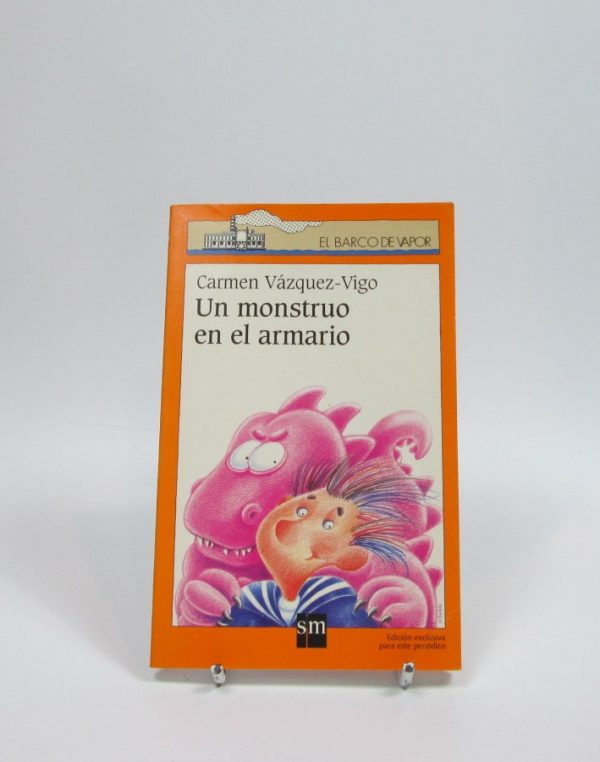 EL BARCO DE VAPOR
Carmen Vázquez-Vigo
Un monstruo
en el armario
sm
Edición exclusiva
para este periódico